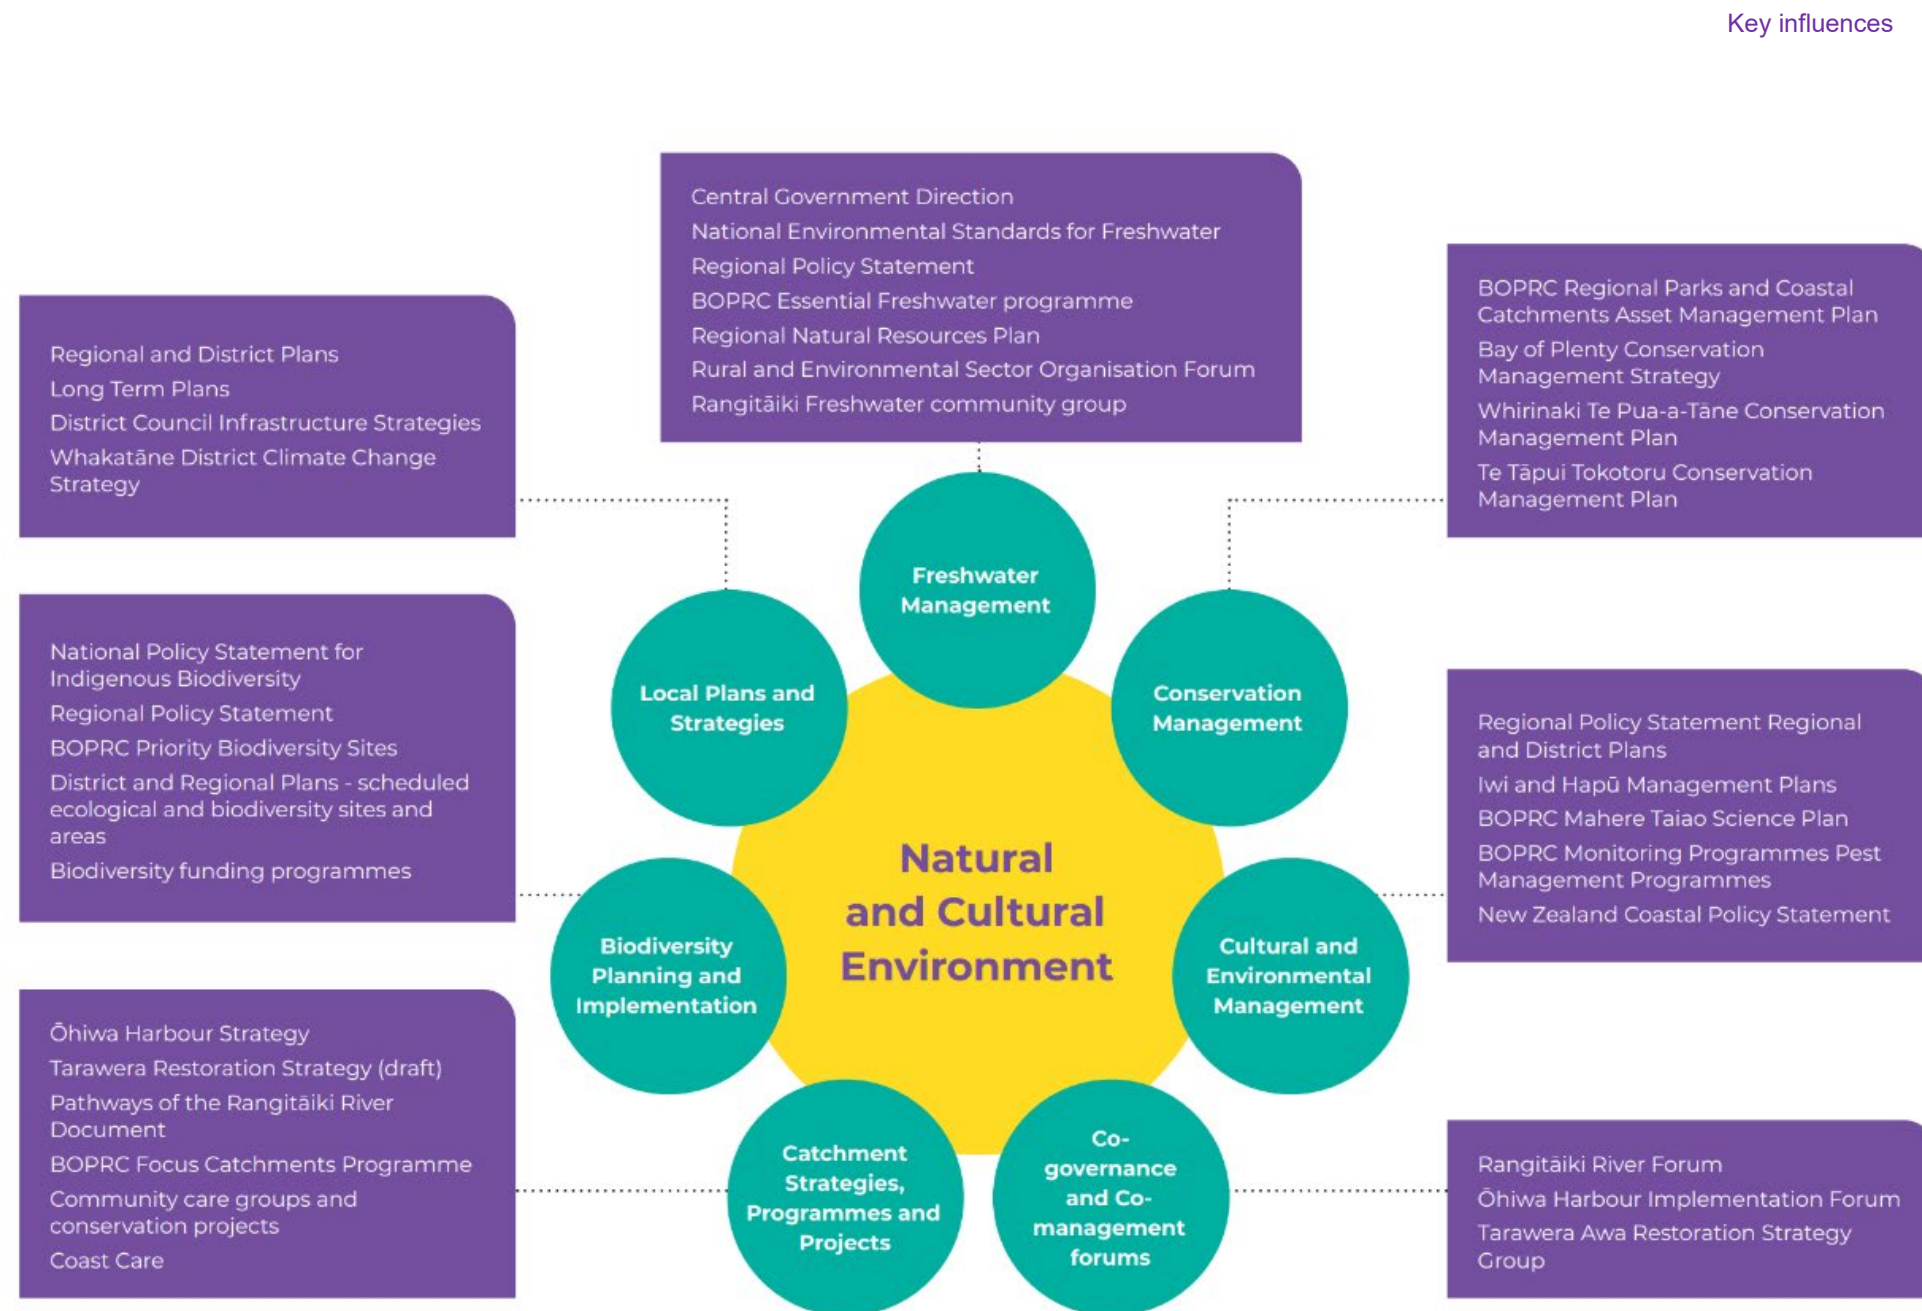 Key influences
Central Government Direction
National Environmental Standards for Freshwater
Regional Policy Statement
BOPRC Essential Freshwater programme
Regional Natural Resources Plan
Rural and Environmental Sector Organisation Forum
Rangitāiki Freshwater community group
Regional and District Plans
Long Term Plans
District Council Infrastructure Strategies
Whakatāne District Climate Change
Strategy
BOPRC Regional Parks and Coastal
Catchments Asset Management Plan
Bay of Plenty Conservation
Management Strategy
Whirinaki Te Pua-a-Tāne Conservation
Management Plan
Te Tāpui Tokotoru Conservation
Management Plan
National Policy Statement for
Indigenous Biodiversity
Regional Policy Statement
BOPRC Priority Biodiversity Sites
District and Regional Plans - scheduled
ecological and biodiversity sites and
areas
Biodiversity funding programmes
Regional Policy Statement Regional
and District Plans
Iwi and Hapū Management Plans
BOPRC Mahere Taiao Science Plan
BOPRC Monitoring Programmes Pest
Management Programmes
New Zealand Coastal Policy Statement
Ōhiwa Harbour Strategy
Tarawera Restoration Strategy (draft)
Pathways of the Rangitāiki River
Document
BOPRC Focus Catchments Programme
Community care groups and
conservation projects
Coast Care
Rangitāiki River Forum
Ōhiwa Harbour Implementation Forum
Tarawera Awa Restoration Strategy
Group
Freshwater
Management
Local Plans and
Strategies
Conservation
Management
Natural
and Cultural
Environment
Biodiversity
Planning and
Implementation
Cultural and
Environmental
Management
Catchment
Strategies,
Programmes and
Projects
Co-
governance
and Co-
management
forums